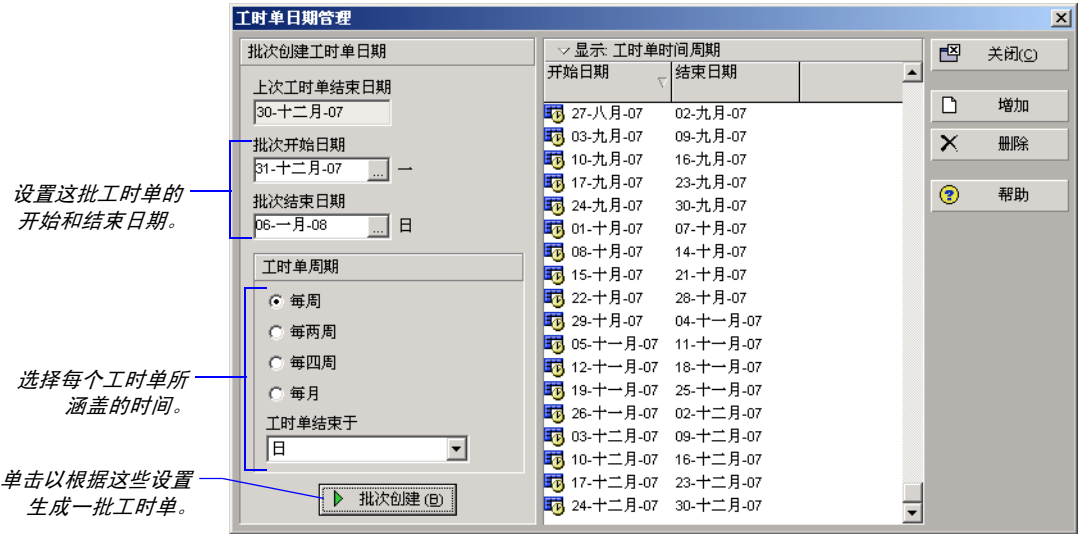 工时单日期管理
批次创建工时单日期
上次工时单结束日期
30-十二月-07
批次开始日期
31-十二月-07 ... 一
批次结束日期
06-一月-08 ... 日
工时单周期
每周
每两周
每四周
每月
工时单结束于
日
批次创建(B)
显示: 工时单时间周期
开始日期 结束日期
27-八月-07 02-九月-07
03-九月-07 09-九月-07
10-九月-07 16-九月-07
17-九月-07 23-九月-07
24-九月-07 30-九月-07
01-十月-07 07-十月-07
08-十月-07 14-十月-07
15-十月-07 21-十月-07
22-十月-07 28-十月-07
29-十月-07 04-十一月-07
05-十一月-07 11-十一月-07
12-十一月-07 18-十一月-07
19-十一月-07 25-十一月-07
26-十一月-07 02-十二月-07
03-十二月-07 09-十二月-07
10-十二月-07 16-十二月-07
17-十二月-07 23-十二月-07
24-十二月-07 30-十二月-07
关闭(C)
增加
删除
帮助
设置这批工时单的
开始和结束日期。
选择每个工时单所
涵盖的时间。
单击以根据这些设置
生成一批工时单。